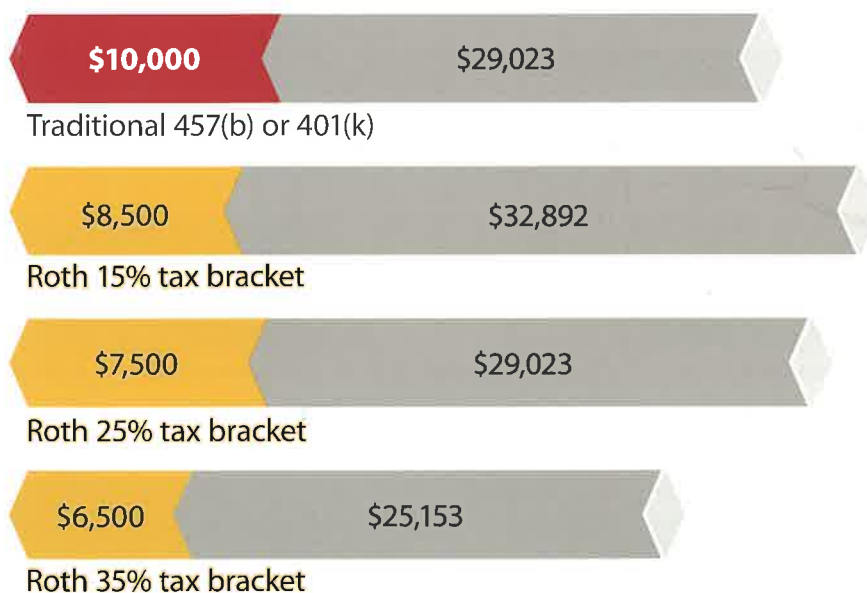 $10,000 $29,023
Traditional 457(b) or 401(k)
$8,500 $32,892
Roth 15% tax bracket
$7,500 $29,023
Roth 25% tax bracket
$6,500 $25,153
Roth 35% tax bracket